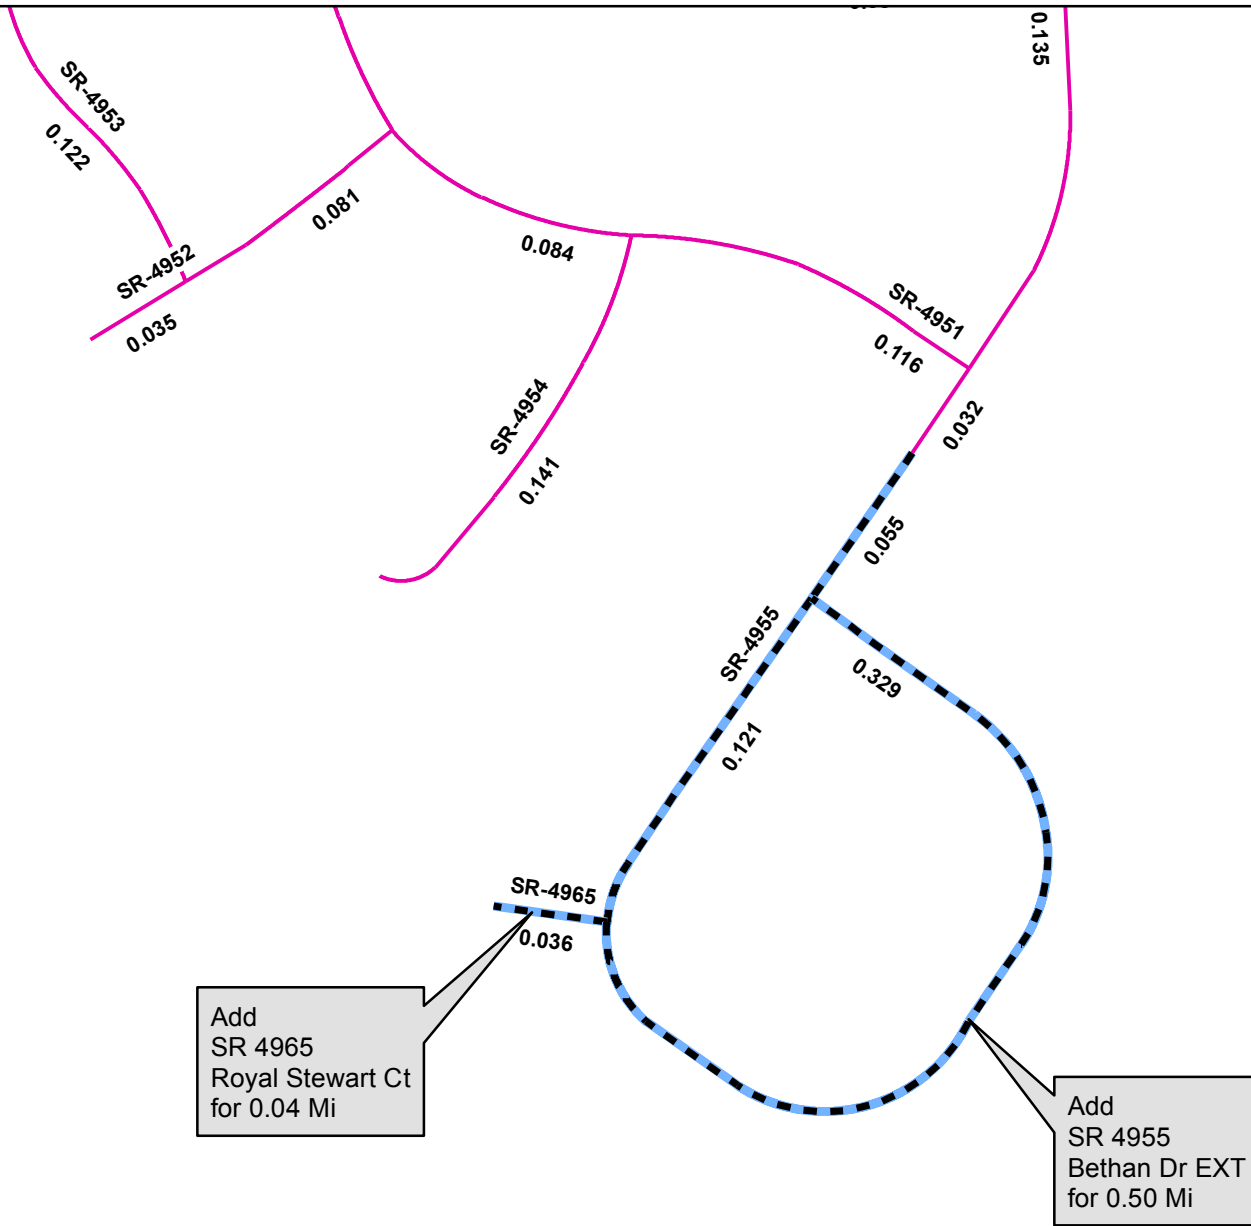 0.135
SR-4953
0.122
0.081
SR-4952
0.035
0.084
SR-4951
0.116
0.032
SR-4954
0.141
0.055
SR-4955
0.329
0.121
SR-4965
0.036
Add
SR 4965
Royal Stewart Ct
for 0.04 Mi
Add
SR 4955
Bethan Dr EXT
for 0.50 Mi